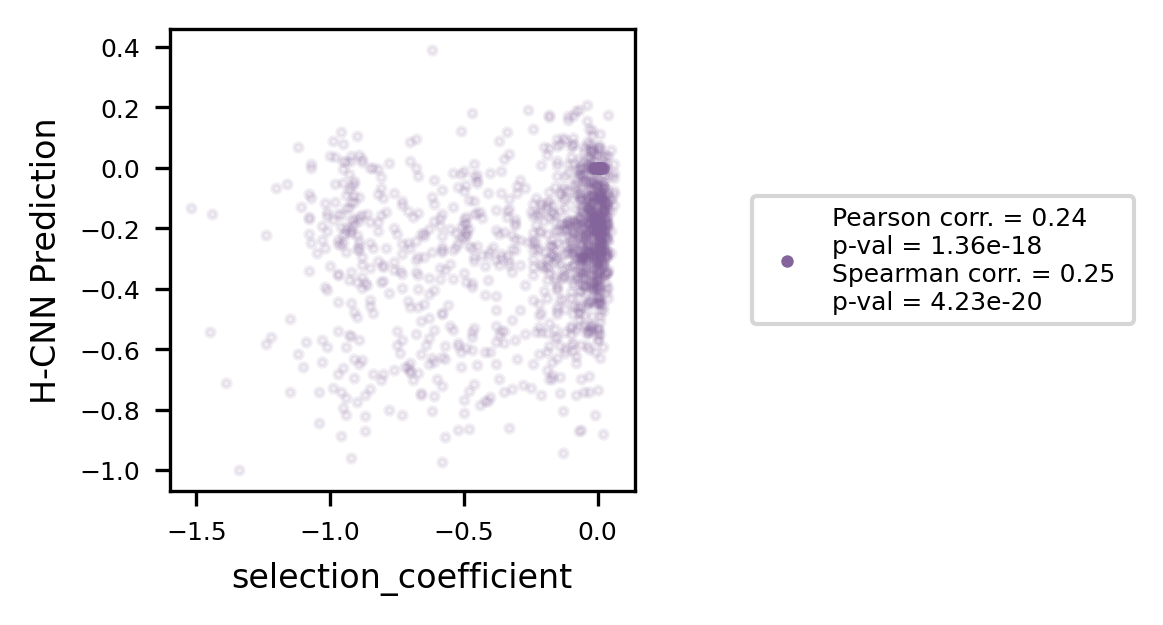 0.4
0.2
0.0
−0.2
−0.4
−0.6
−0.8
−1.0
H-CNN Prediction
−1.5
−1.0
−0.5
0.0
selection_coefficient
Pearson corr. = 0.24
p-val = 1.36e-18
Spearman corr. = 0.25
p-val = 4.23e-20